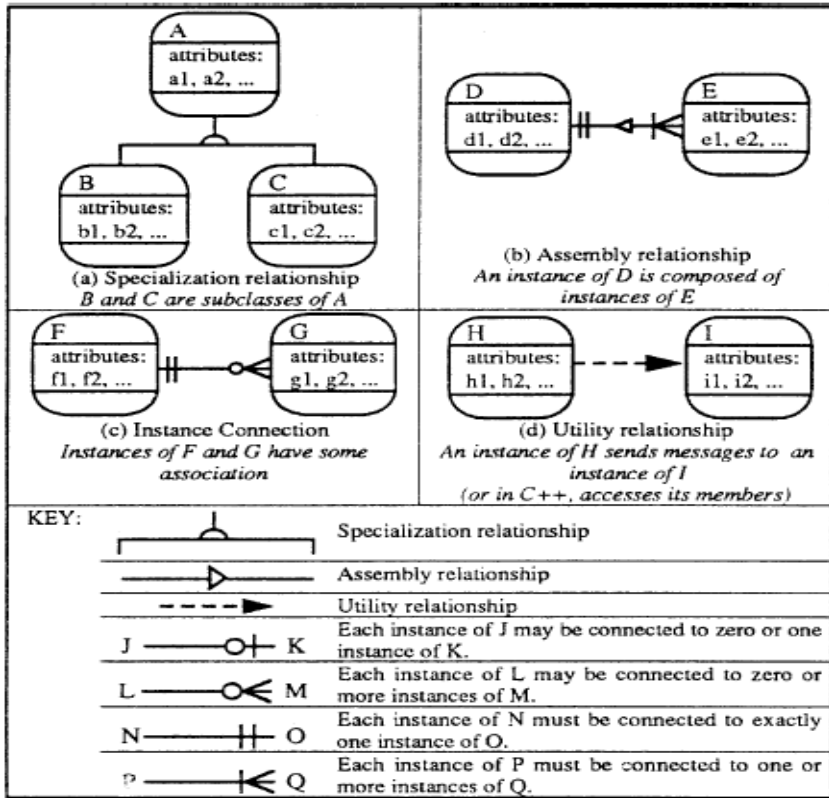 A
attributes:
a1, a2, ...
B
attributes:
b1, b2, ...
C
attributes:
c1, c2, ...
(a) Specialization relationship
B and C are subclasses of A
D
attributes:
d1, d2, ...
E
attributes:
e1, e2, ...
(b) Assembly relationship
An instance of D is composed of
instances of E
F
attributes:
f1, f2, ...
G
attributes:
g1, g2, ...
(c) Instance Connection
Instances of F and G have some
association
H
attributes:
h1, h2, ...
I
attributes:
i1, i2, ...
(d) Utility relationship
An instance of H sends messages to an
instance of I
(or in C++, accesses its members)
KEY:
Specialization relationship
Assembly relationship
Utility relationship
J K
Each instance of J may be connected to zero or one
instance of K.
L M
Each instance of L may be connected to zero or
more instances of M.
N O
Each instance of N must be connected to exactly
one instance of O.
P Q
Each instance of P must be connected to one or
more instances of Q.